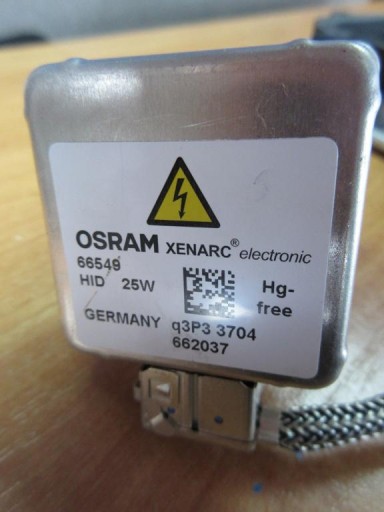 OSRAM XENARC® electronic
66549
HID 25W
Hg-
free
GERMANY q3P3 3704
662037